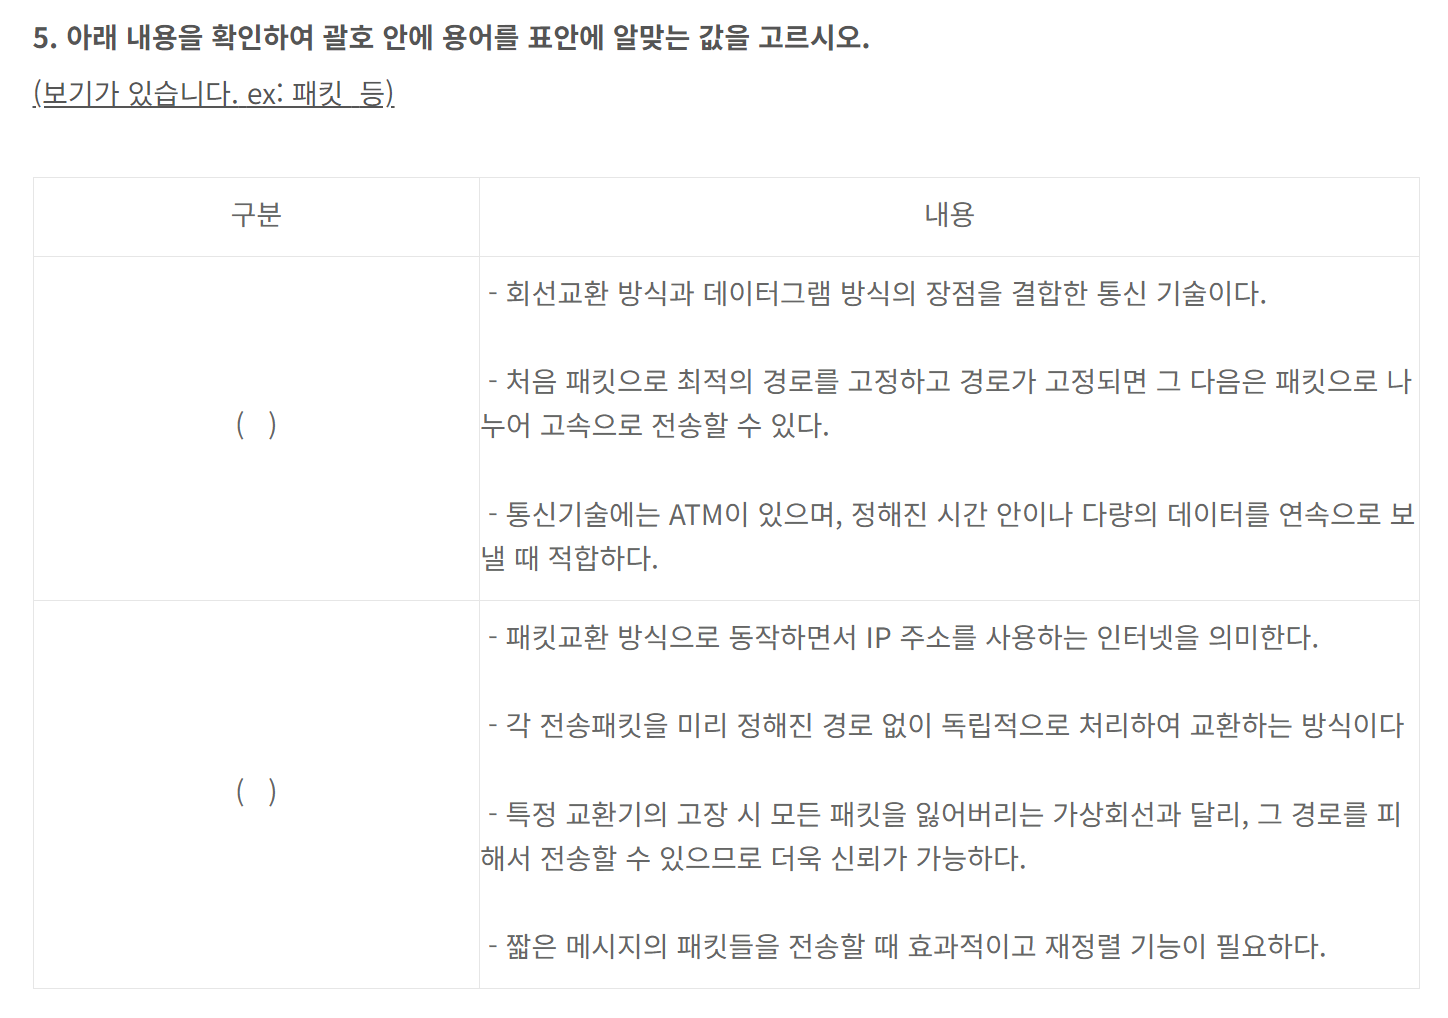 5. 아래 내용을 확인하여 괄호 안에 용어를 표안에 알맞는 값을 고르시오.
(보기가 있습니다. ex: 패킷  등)
구분
내용
(   )
- 회선교환 방식과 데이터그램 방식의 장점을 결합한 통신 기술이다.
- 처음 패킷으로 최적의 경로를 고정하고 경로가 고정되면 그 다음은 패킷으로 나
누어 고속으로 전송할 수 있다.
- 통신기술에는 ATM이 있으며, 정해진 시간 안이나 다량의 데이터를 연속으로 보
낼 때 적합하다.
(   )
- 패킷교환 방식으로 동작하면서 IP 주소를 사용하는 인터넷을 의미한다.
- 각 전송패킷을 미리 정해진 경로 없이 독립적으로 처리하여 교환하는 방식이다
- 특정 교환기의 고장 시 모든 패킷을 잃어버리는 가상회선과 달리, 그 경로를 피
해서 전송할 수 있으므로 더욱 신뢰가 가능하다.
- 짧은 메시지의 패킷들을 전송할 때 효과적이고 재정렬 기능이 필요하다.